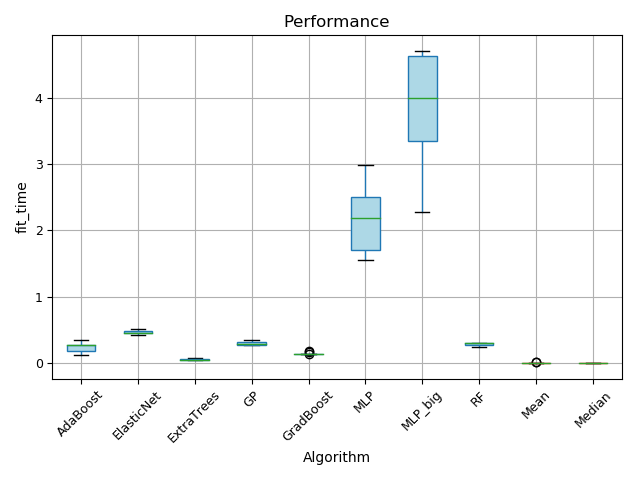 Performance
fit_time
4
3
2
1
0
AdaBoost
ElasticNet
ExtraTrees
GP
GradBoost
MLP
MLP_big
RF
Mean
Median
Algorithm